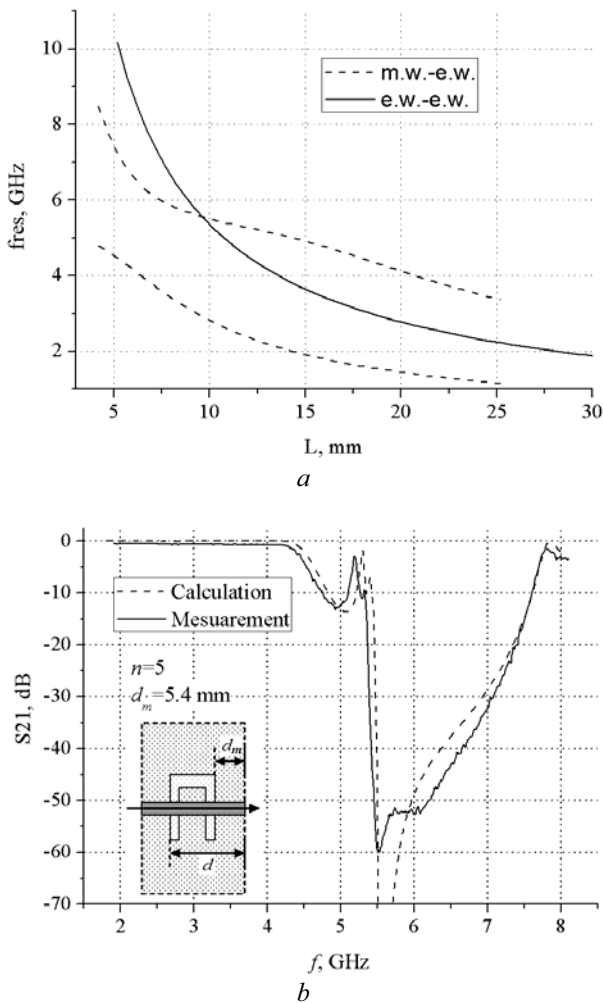 10
8
6
4
2
fres, GHz
m.w.-e.w.
e.w.-e.w.
5 10 15 20 25 30
L, mm
a
0
-10
-20
-30
-40
-50
-60
-70
S21, dB
Calculation
Mesuarement
n=5
dm=5.4 mm
dm
d
2 3 4 5 6 7 8
f, GHz
b